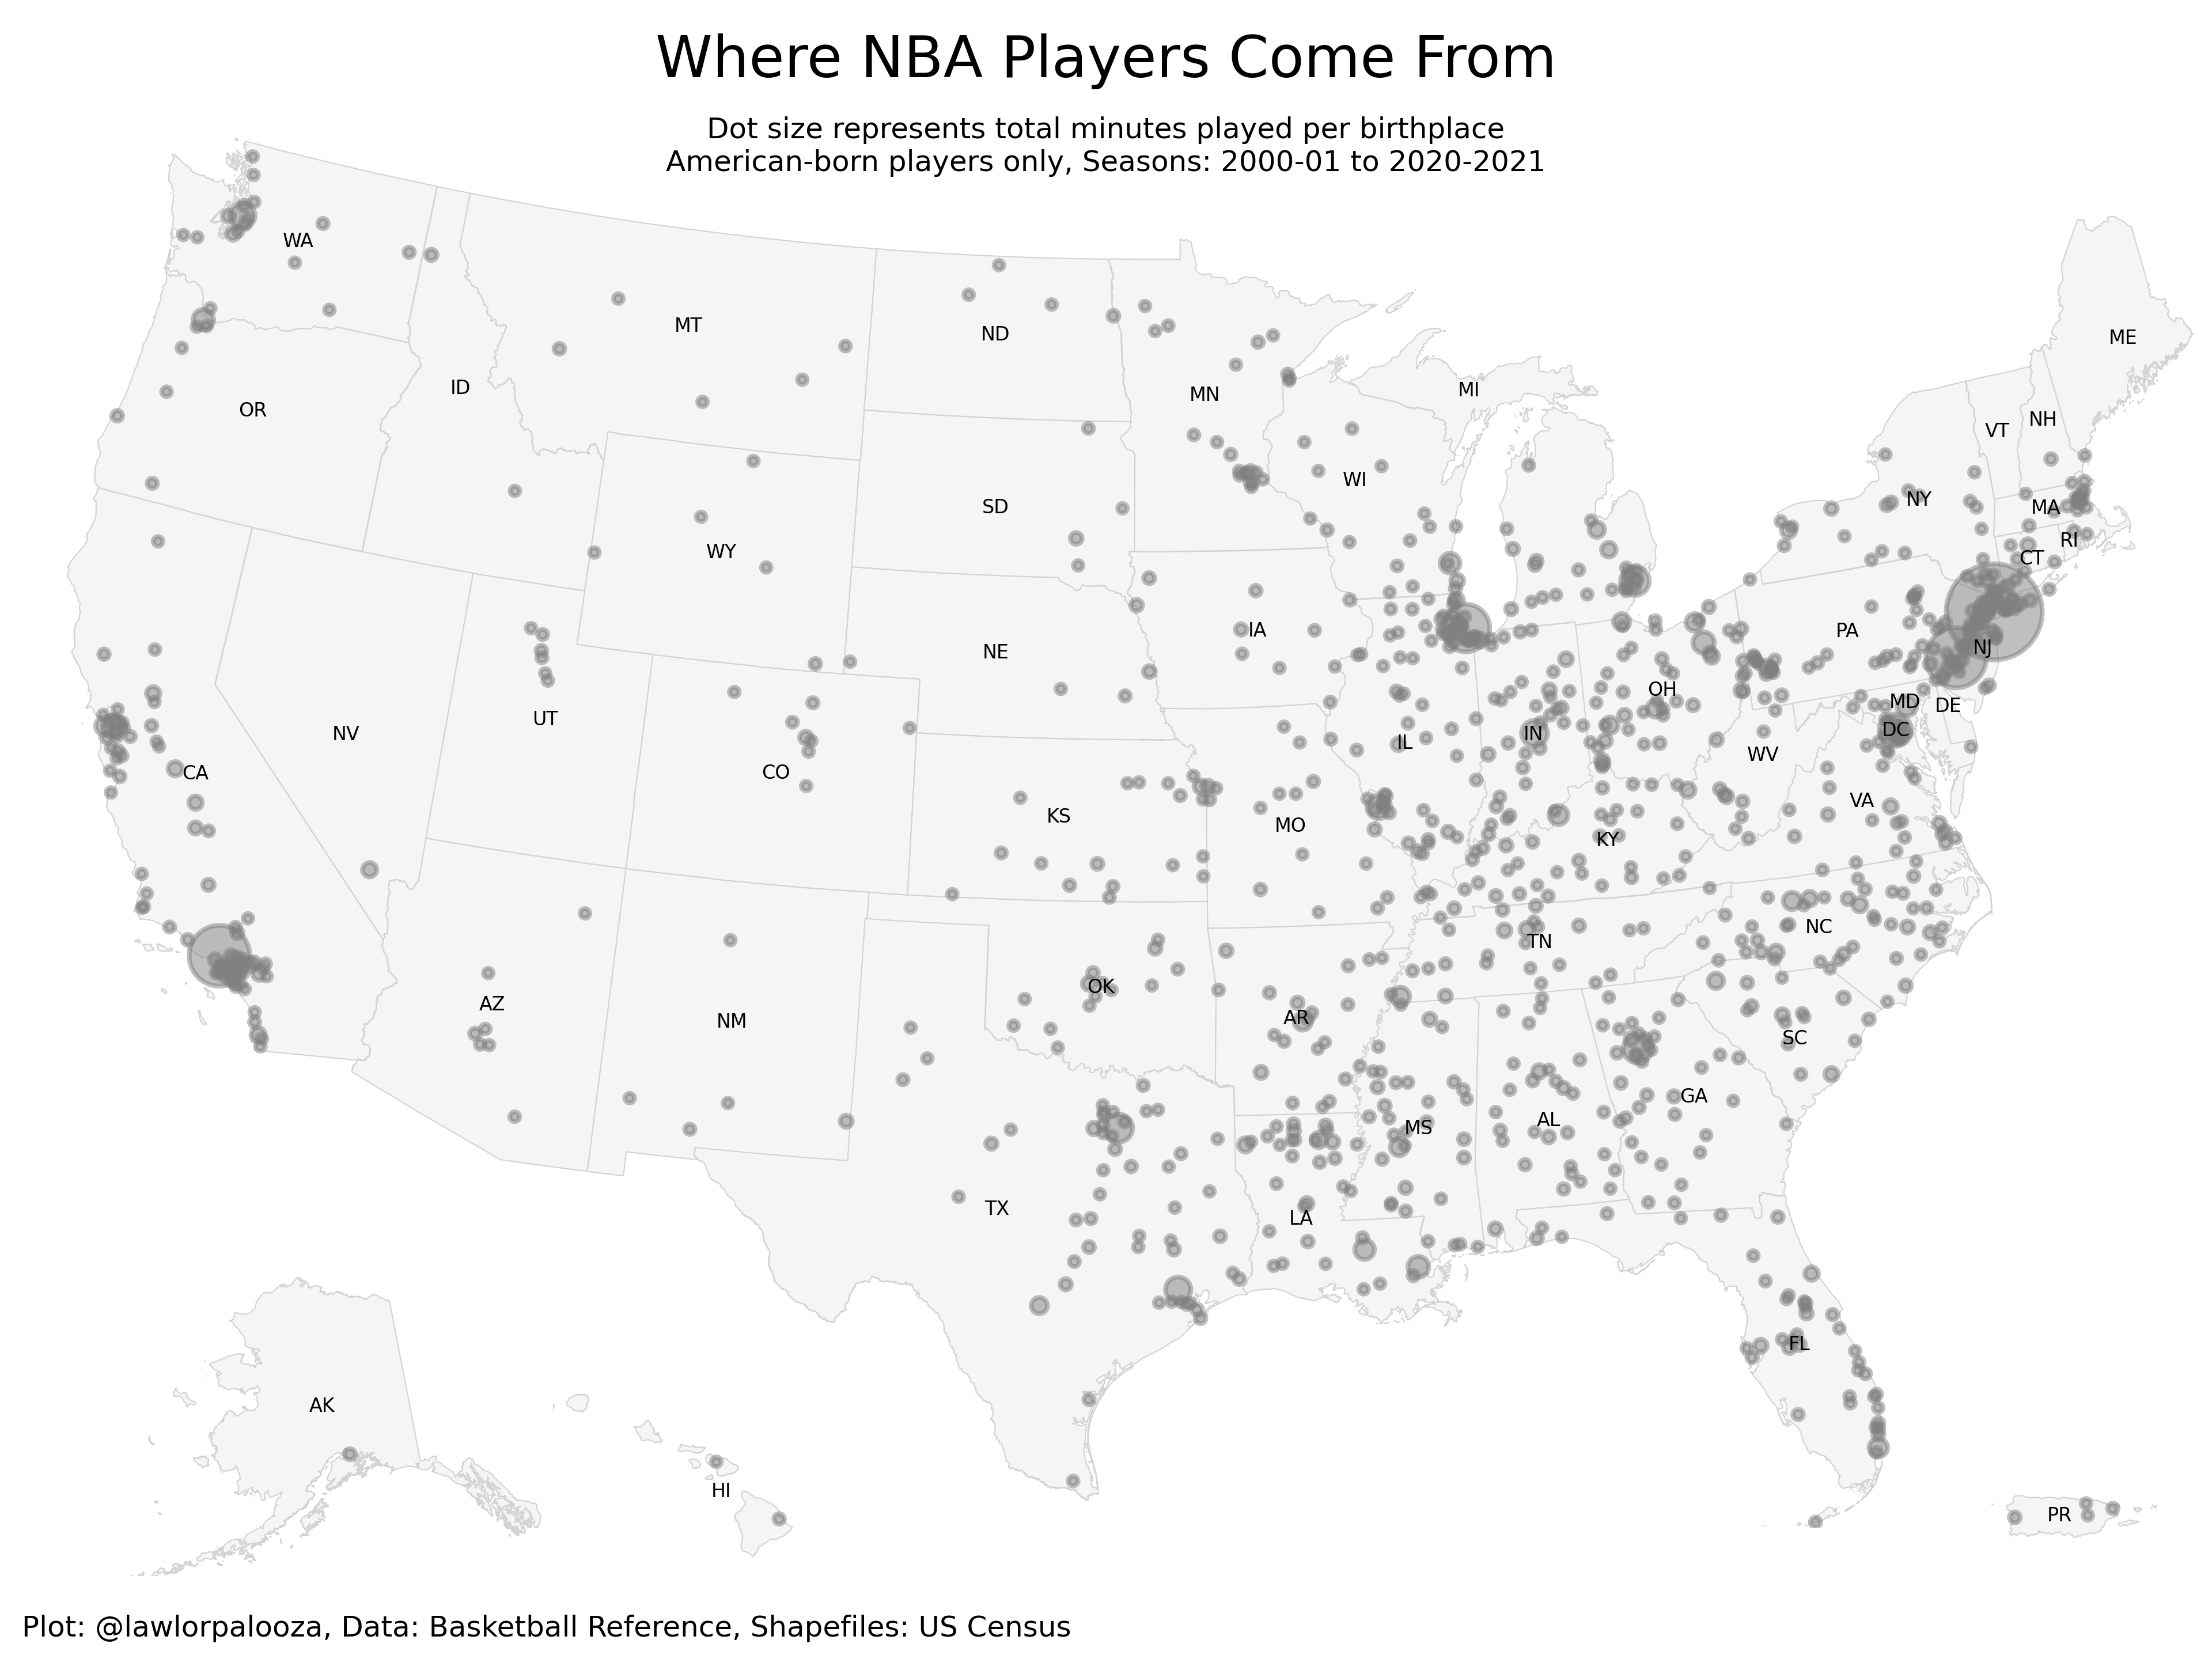 Where NBA Players Come From
Dot size represents total minutes played per birthplace
American-born players only, Seasons: 2000-01 to 2020-2021
WA
MT
ND
ME
OR
ID
MN
MI
VT
NH
WI
SD
NY
MA
WY
RI
CT
NE
IA
PA
NJ
UT
NV
OH
MD
DE
IL
IN
DC
CA
CO
WV
KS
MO
KY
VA
AZ
NM
OK
TN
NC
AR
SC
GA
MS
AL
TX
LA
FL
AK
HI
PR
Plot: @lawlorpalooza, Data: Basketball Reference, Shapefiles: US Census